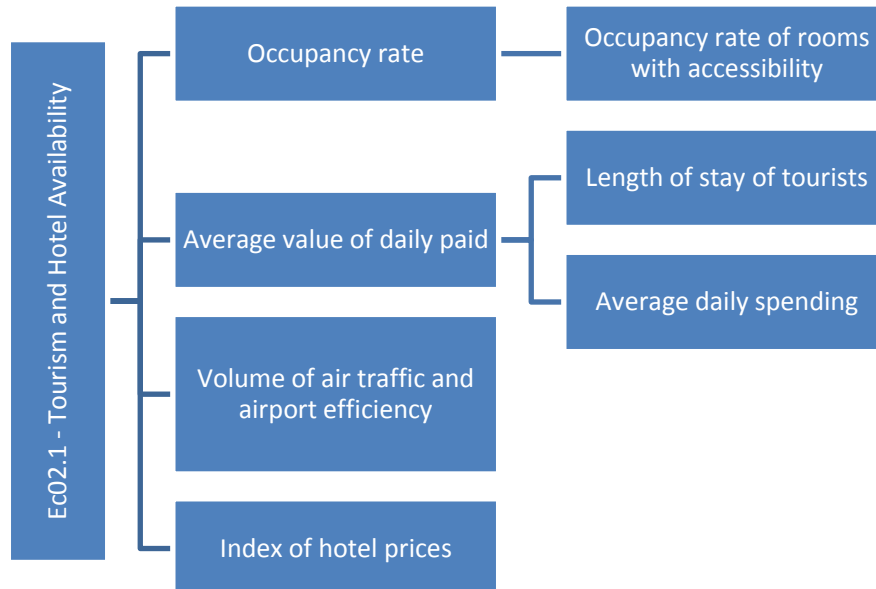 Ec02.1 - Tourism and Hotel Availability
Occupancy rate
Occupancy rate of rooms
with accessibility
Average value of daily paid
Length of stay of tourists
Average daily spending
Volume of air traffic and
airport efficiency
Index of hotel prices